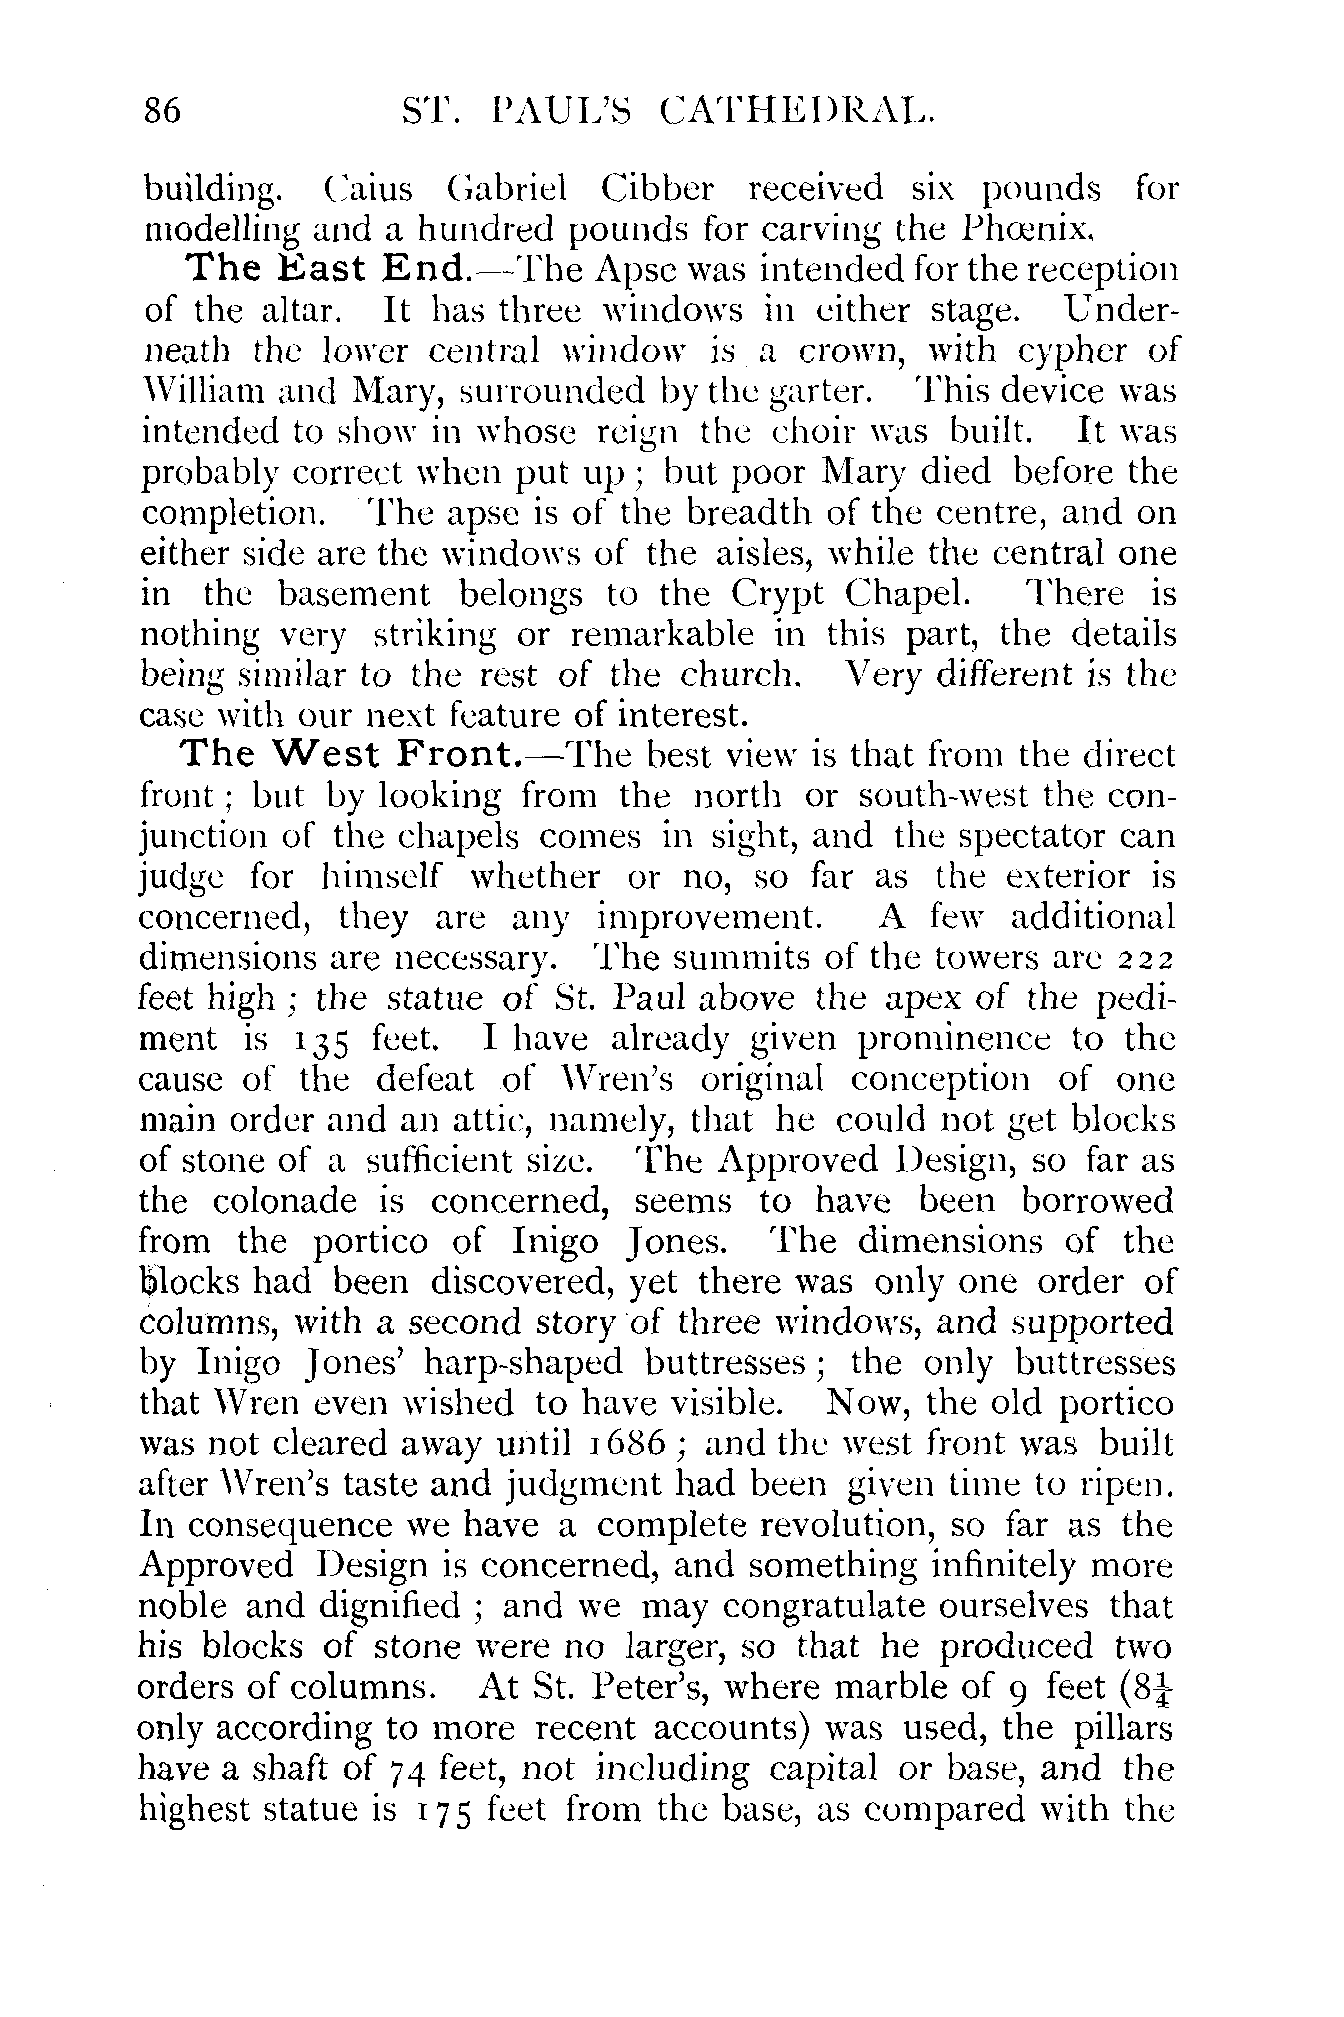 86 ST. PAUL'S CATHEDRAL.
building. Caius Gabriel Cibber received six pounds for
modelling and a hundred pounds for carving the Phœnix.
The East End.—The Apse was intended for the reception
of the altar. It has three windows in either stage. Under-
neath the lower central window is a crown, with cypher of
William and Mary, surrounded by the garter. This device was
intended to show in whose reign the choir was built. It was
probably correct when put up ; but poor Mary died before the
completion. The apse is of the breadth of the centre, and on
either side are the windows of the aisles, while the central one
in the basement belongs to the Crypt Chapel. There is
nothing very striking or remarkable in this part, the details
being similar to the rest of the church. Very different is the
case with our next feature of interest.
The West Front.—The best view is that from the direct
front ; but by looking from the north or south-west the con-
junction of the chapels comes in sight, and the spectator can
judge for himself whether or no, so far as the exterior is
concerned, they are any improvement. A few additional
dimensions are necessary. The summits of the towers are 222
feet high ; the statue of St. Paul above the apex of the pedi-
ment is 135 feet. I have already given prominence to the
cause of the defeat of Wren's original conception of one
main order and an attic, namely, that he could not get blocks
of stone of a sufficient size. The Approved Design, so far as
the colonade is concerned, seems to have been borrowed
from the portico of Inigo Jones. The dimensions of the
blocks had been discovered, yet there was only one order of
columns, with a second story of three windows, and supported
by Inigo Jones' harp-shaped buttresses ; the only buttresses
that Wren even wished to have visible. Now, the old portico
was not cleared away until 1686 ; and the west front was built
after Wren's taste and judgment had been given time to ripen.
In consequence we have a complete revolution, so far as the
Approved Design is concerned, and something infinitely more
noble and dignified ; and we may congratulate ourselves that
his blocks of stone were no larger, so that he produced two
orders of columns. At St. Peter's, where marble of 9 feet (8¼
only according to more recent accounts) was used, the pillars
have a shaft of 74 feet, not including capital or base, and the
highest statue is 175 feet from the base, as compared with the